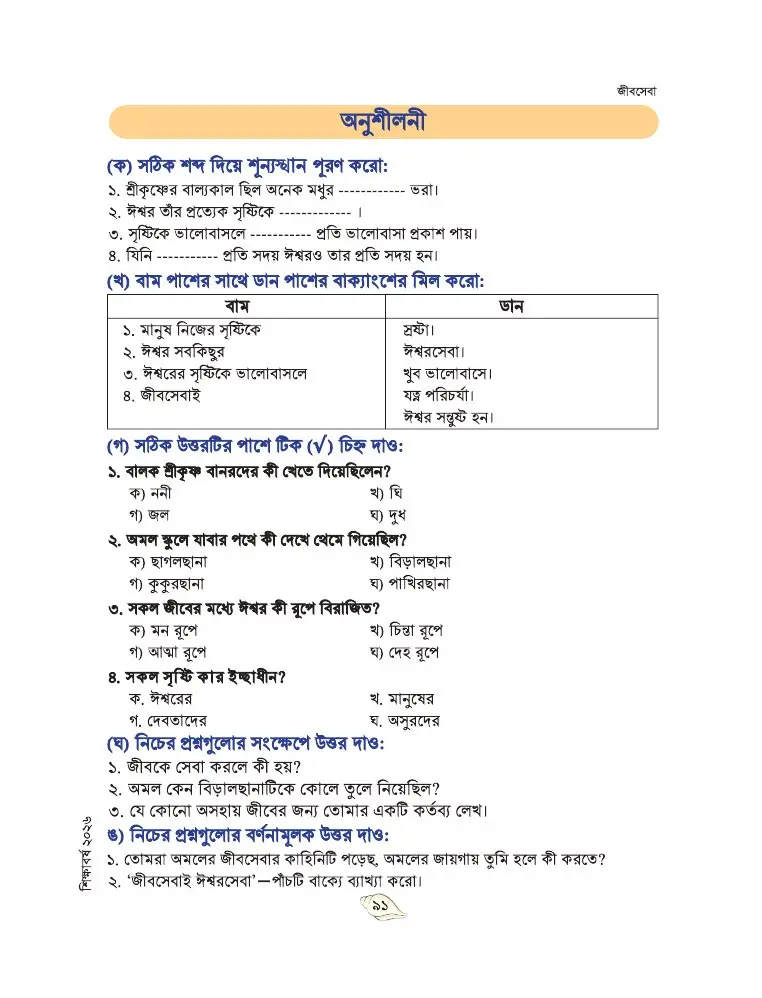 জীবসেবা
অনুশীলনী
(ক) সঠিক শব্দ দিয়ে শূন্যস্থান পূরণ করো:
১. শ্রীকৃষ্ণের বাল্যকাল ছিল অনেক মধুর ------------ ভরা।
২. ঈশ্বর তাঁর প্রত্যেক সৃষ্টিকে ------------- ।
৩. সৃষ্টিকে ভালোবাসলে ----------- প্রতি ভালোবাসা প্রকাশ পায়।
৪. যিনি ----------- প্রতি সদয় ঈশ্বরও তার প্রতি সদয় হন।
(খ) বাম পাশের সাথে ডান পাশের বাক্যাংশের মিল করো:
বাম ডান
১. মানুষ নিজের সৃষ্টিকে স্রষ্টা।
২. ঈশ্বর সবকিছুর ঈশ্বরসেবা।
৩. ঈশ্বরের সৃষ্টিকে ভালোবাসলে খুব ভালোবাসে।
৪. জীবসেবাই যত্ন পরিচর্যা।
ঈশ্বর সন্তুষ্ট হন।
(গ) সঠিক উত্তরটির পাশে টিক (√) চিহ্ন দাও:
১. বালক শ্রীকৃষ্ণ বানরদের কী খেতে দিয়েছিলেন?
ক) ননী খ) ঘি
গ) জল ঘ) দুধ
২. অমল স্কুলে যাবার পথে কী দেখে থেমে গিয়েছিল?
ক) ছাগলছানা খ) বিড়ালছানা
গ) কুকুরছানা ঘ) পাখিরছানা
৩. সকল জীবের মধ্যে ঈশ্বর কী রূপে বিরাজিত?
ক) মন রূপে খ) চিন্তা রূপে
গ) আত্মা রূপে ঘ) দেহ রূপে
৪. সকল সৃষ্টি কার ইচ্ছাধীন?
ক. ঈশ্বরের খ. মানুষের
গ. দেবতাদের ঘ. অসুরদের
(ঘ) নিচের প্রশ্নগুলোর সংক্ষেপে উত্তর দাও:
১. জীবকে সেবা করলে কী হয়?
২. অমল কেন বিড়ালছানাটিকে কোলে তুলে নিয়েছিল?
৩. যে কোনো অসহায় জীবের জন্য তোমার একটি কর্তব্য লেখ।
ঙ) নিচের প্রশ্নগুলোর বর্ণনামূলক উত্তর দাও:
১. তোমরা অমলের জীবসেবার কাহিনিটি পড়েছ, অমলের জায়গায় তুমি হলে কী করতে?
২. ‘জীবসেবাই ঈশ্বরসেবা’—পাঁচটি বাক্যে ব্যাখ্যা করো।
শিক্ষাবর্ষ ২০২৬
৯১